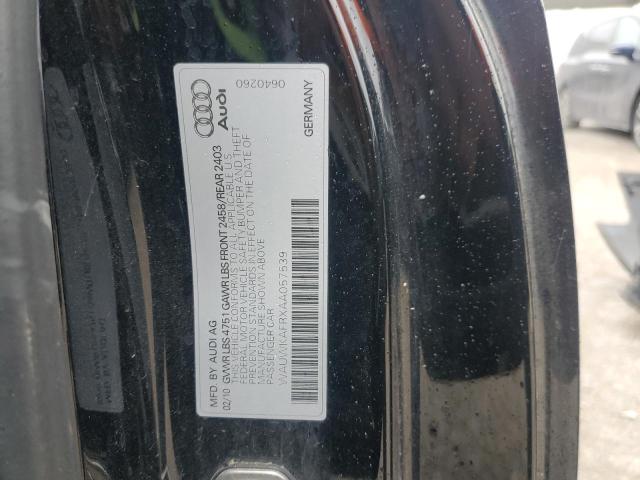 Audi
0640260
MFD. BY AUDI AG
GERMANY
02/10 GVWR LBS 4751 GAWR LBS FRONT 2458/REAR 2403
THIS VEHICLE CONFORMS TO ALL APPLICABLE U.S.
FEDERAL MOTOR VEHICLE SAFETY BUMPER AND THEFT
PREVENTION STANDARDS IN EFFECT ON THE DATE OF
MANUFACTURE SHOWN ABOVE
PASSENGER CAR
WAUMKAFRXAA057539